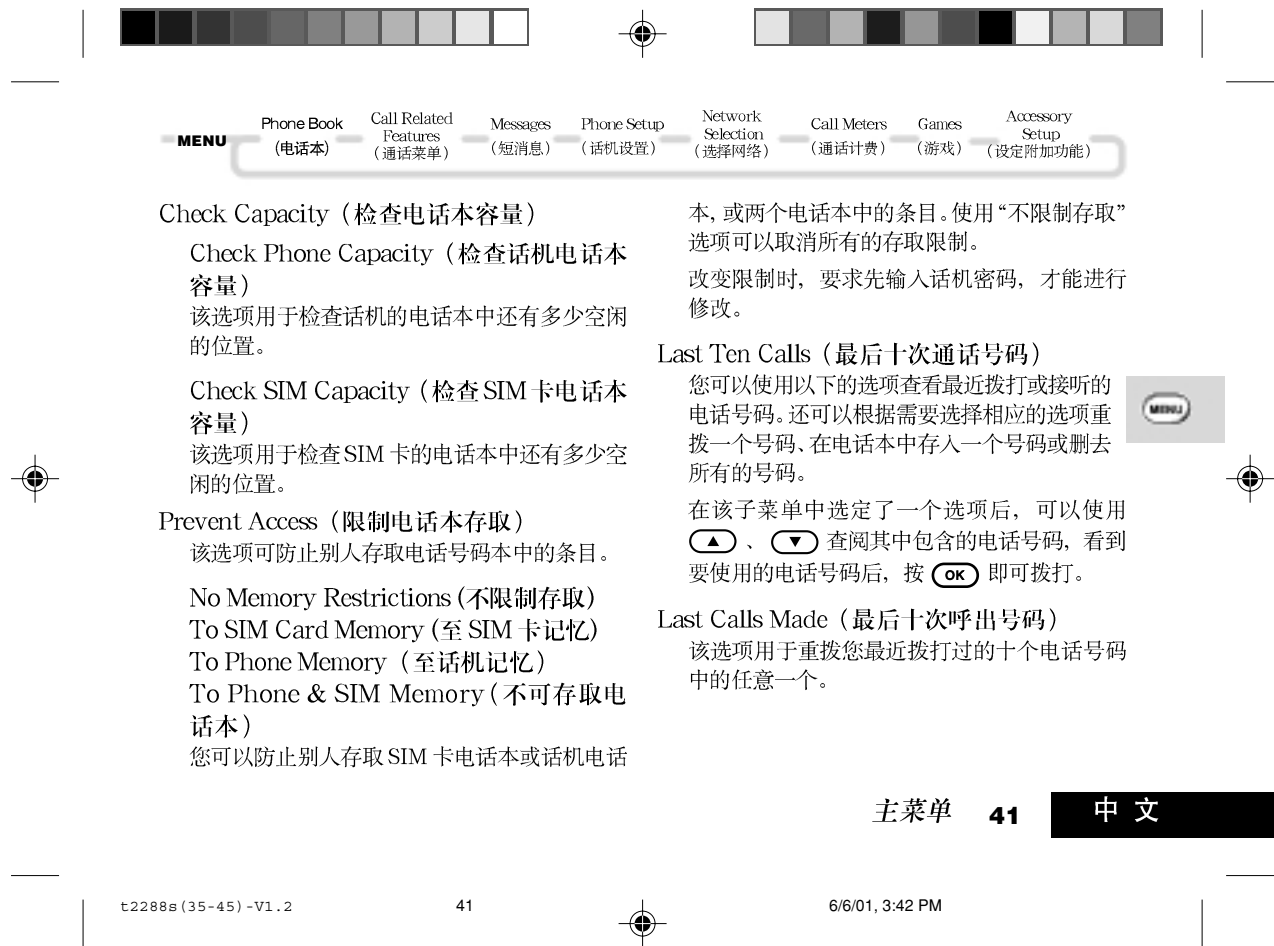 MENU
Phone Book
(电话本)
Call Related
Features
(通话菜单)
Messages
(短消息)
Phone Setup
(话机设置)
Network
Selection
(选择网络)
Call Meters
(通话计费)
Games
(游戏)
Accessory
Setup
(设定附加功能)
Check Capacity（检查电话本容量）
Check Phone Capacity（检查话机电话本
容量）
该选项用于检查话机的电话本中还有多少空闲
的位置。
Check SIM Capacity（检查SIM卡电话本
容量）
该选项用于检查SIM 卡的电话本中还有多少空
闲的位置。
Prevent Access（限制电话本存取）
该选项可防止别人存取电话号码本中的条目。
No Memory Restrictions (不限制存取)
To SIM Card Memory (至 SIM 卡记忆)
To Phone Memory（至话机记忆）
To Phone & SIM Memory（不可存取电
话本）
您可以防止别人存取 SIM 卡电话本或话机电话
本，或两个电话本中的条目。使用“不限制存取”
选项可以取消所有的存取限制。
改变限制时，要求先输入话机密码，才能进行
修改。
Last Ten Calls（最后十次通话号码）
您可以使用以下的选项查看最近拨打或接听的
电话号码。还可以根据需要选择相应的选项重
拨一个号码、在电话本中存入一个号码或删去
所有的号码。
MENU
在该子菜单中选定了一个选项后，可以使用
▲ 、 ▼ 查阅其中包含的电话号码，看到
要使用的电话号码后，按 OK 即可拨打。
Last Calls Made（最后十次呼出号码）
该选项用于重拨您最近拨打过的十个电话号码
中的任意一个。
主菜单 41 中 文
t2288s(35-45)-V1.2 41 6/6/01, 3:42 PM